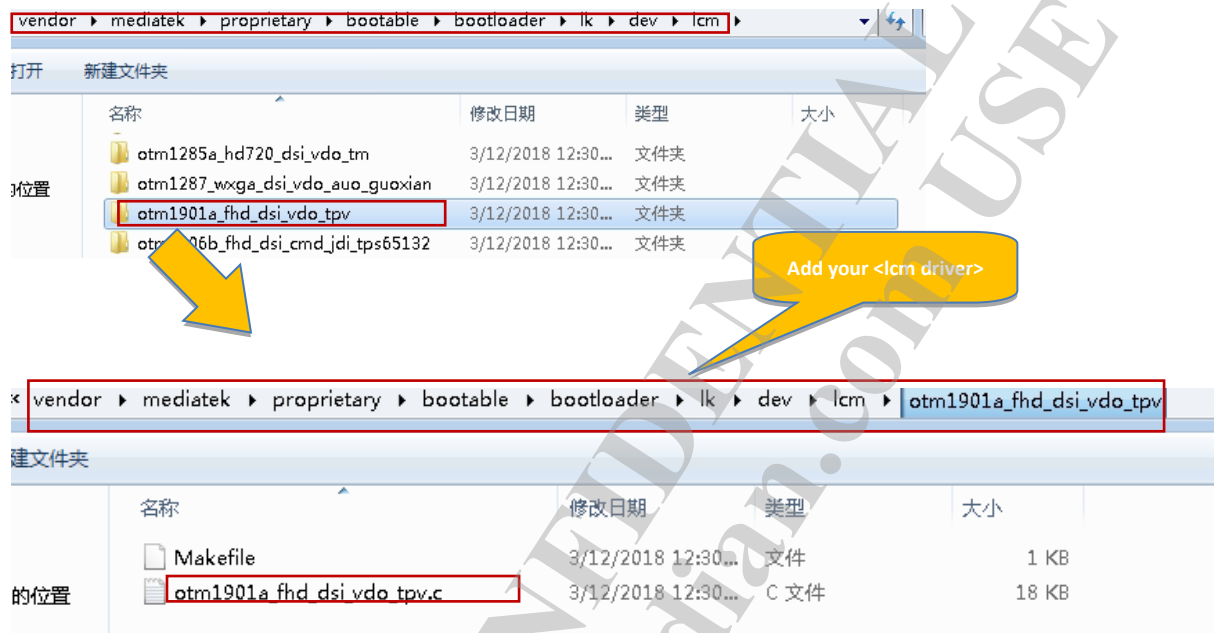 vendor ▸ mediatek ▸ proprietary ▸ bootable ▸ bootloader ▸ lk ▸ dev ▸ lcm ▸
打开 新建文件夹
名称 修改日期 类型 大小
otm1285a_hd720_dsi_vdo_tm 3/12/2018 12:30... 文件夹
的位置 otm1287_wxga_dsi_vdo_auo_guoxian 3/12/2018 12:30... 文件夹
otm1901a_fhd_dsi_vdo_tpv 3/12/2018 12:30... 文件夹
06b_fhd_dsi_cmd_jdi_tps65132 3/12/2018 12:30... 文件夹
Add your <lcm driver>
« vendor ▸ mediatek ▸ proprietary ▸ bootable ▸ bootloader ▸ lk ▸ dev ▸ lcm ▸ otm1901a_fhd_dsi_vdo_tpv
建文件夹
名称 修改日期 类型 大小
Makefile 3/12/2018 12:30... 文件 1 KB
的位置 otm1901a_fhd_dsi_vdo_tpv.c 3/12/2018 12:30... C 文件 18 KB